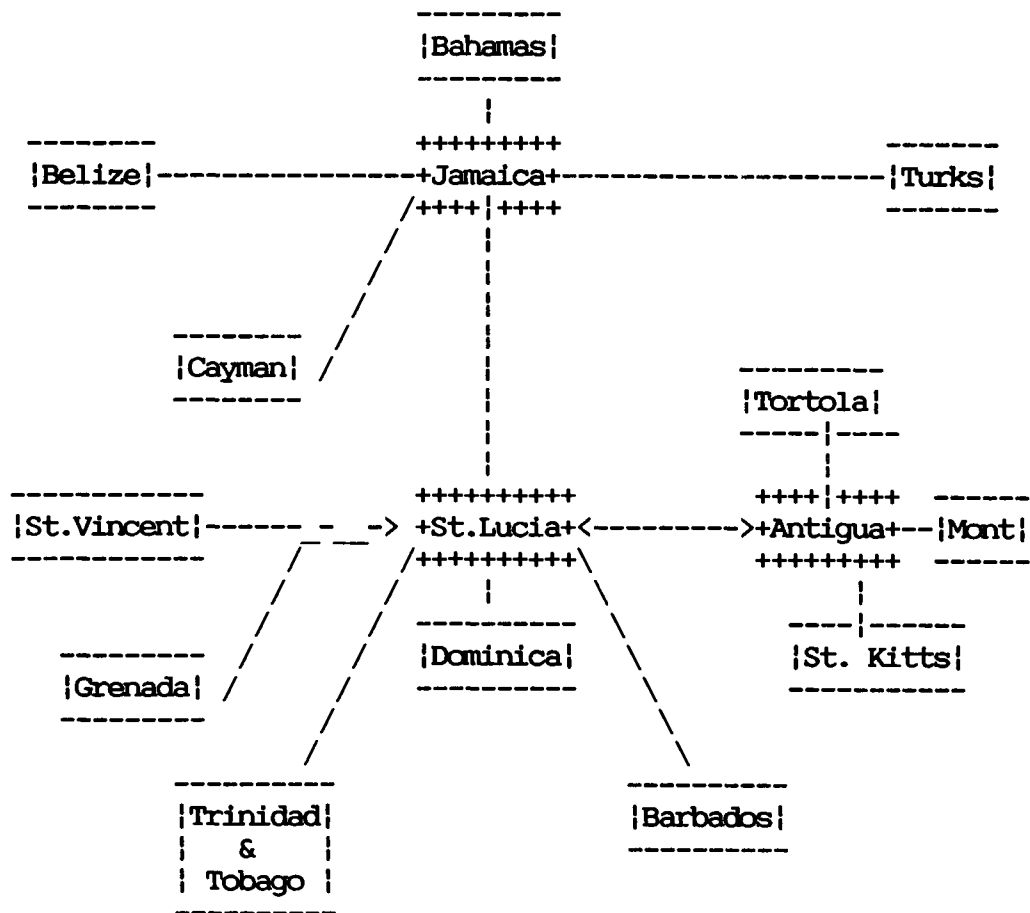 Bahamas
Belize
Jamaica
Turks
Cayman
Tortola
St.Vincent
St.Lucia
Antigua
Mont
Dominica
St. Kitts
Grenada
Trinidad
&
Tobago
Barbados